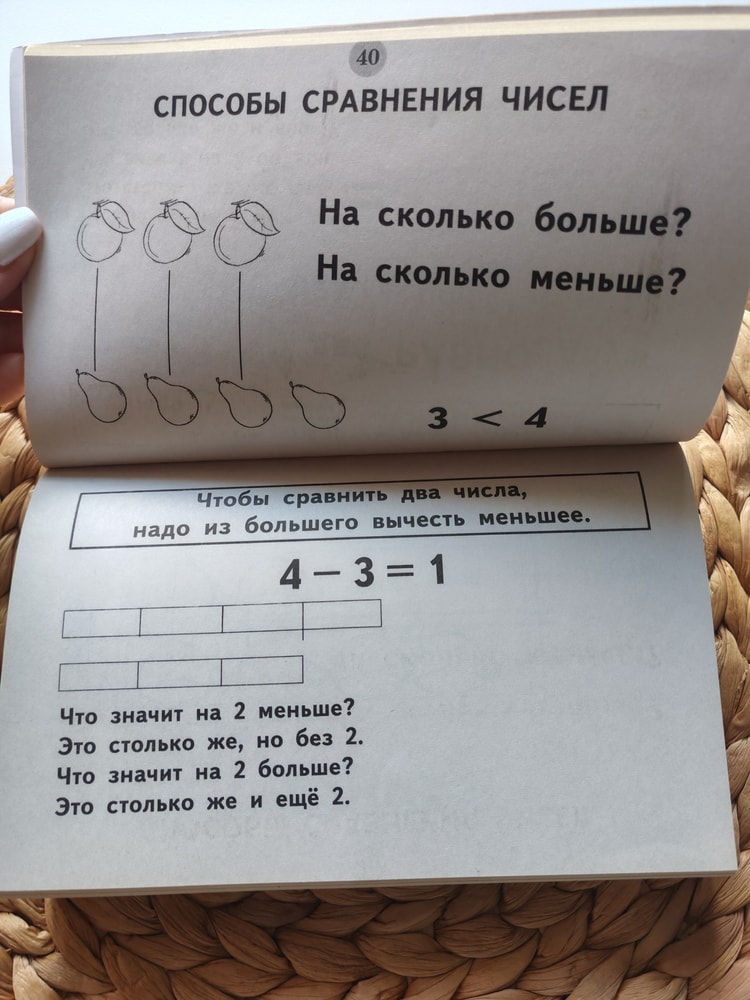 40
СПОСОБЫ СРАВНЕНИЯ ЧИСЕЛ
На сколько больше?
На сколько меньше?
3 < 4
Чтобы сравнить два числа,
надо из большего вычесть меньшее.
4 – 3 = 1
Что значит на 2 меньше?
Это столько же, но без 2.
Что значит на 2 больше?
Это столько же и ещё 2.